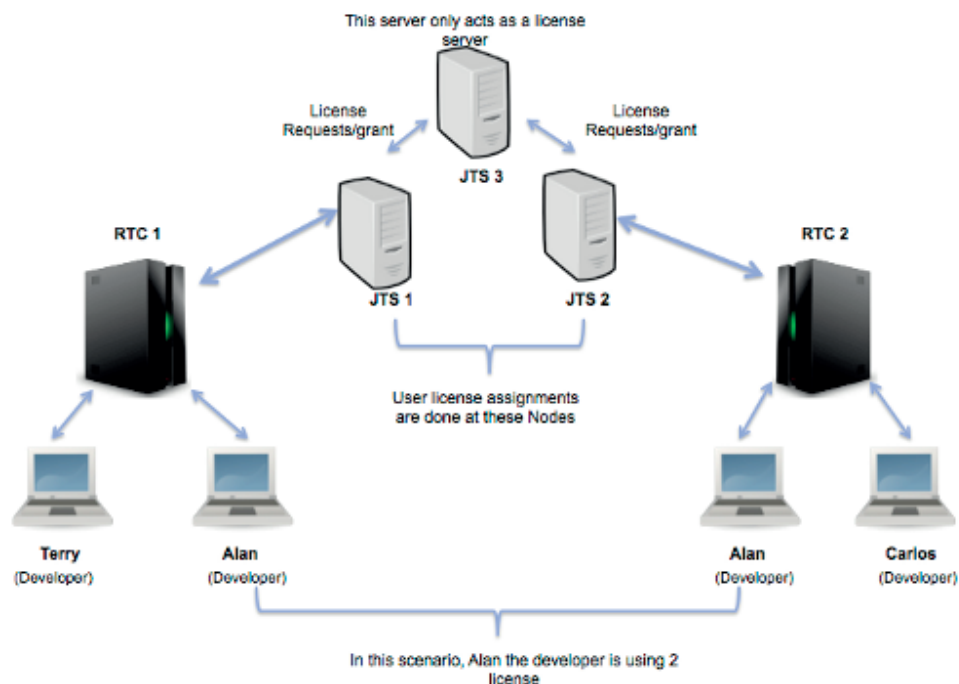 This server only acts as a license
server
License
Requests/grant
License
Requests/grant
JTS 3
RTC 1
RTC 2
JTS 1
JTS 2
User license assignments
are done at these Nodes
Terry
(Developer)
Alan
(Developer)
Alan
(Developer)
Carlos
(Developer)
In this scenario, Alan the developer is using 2
license